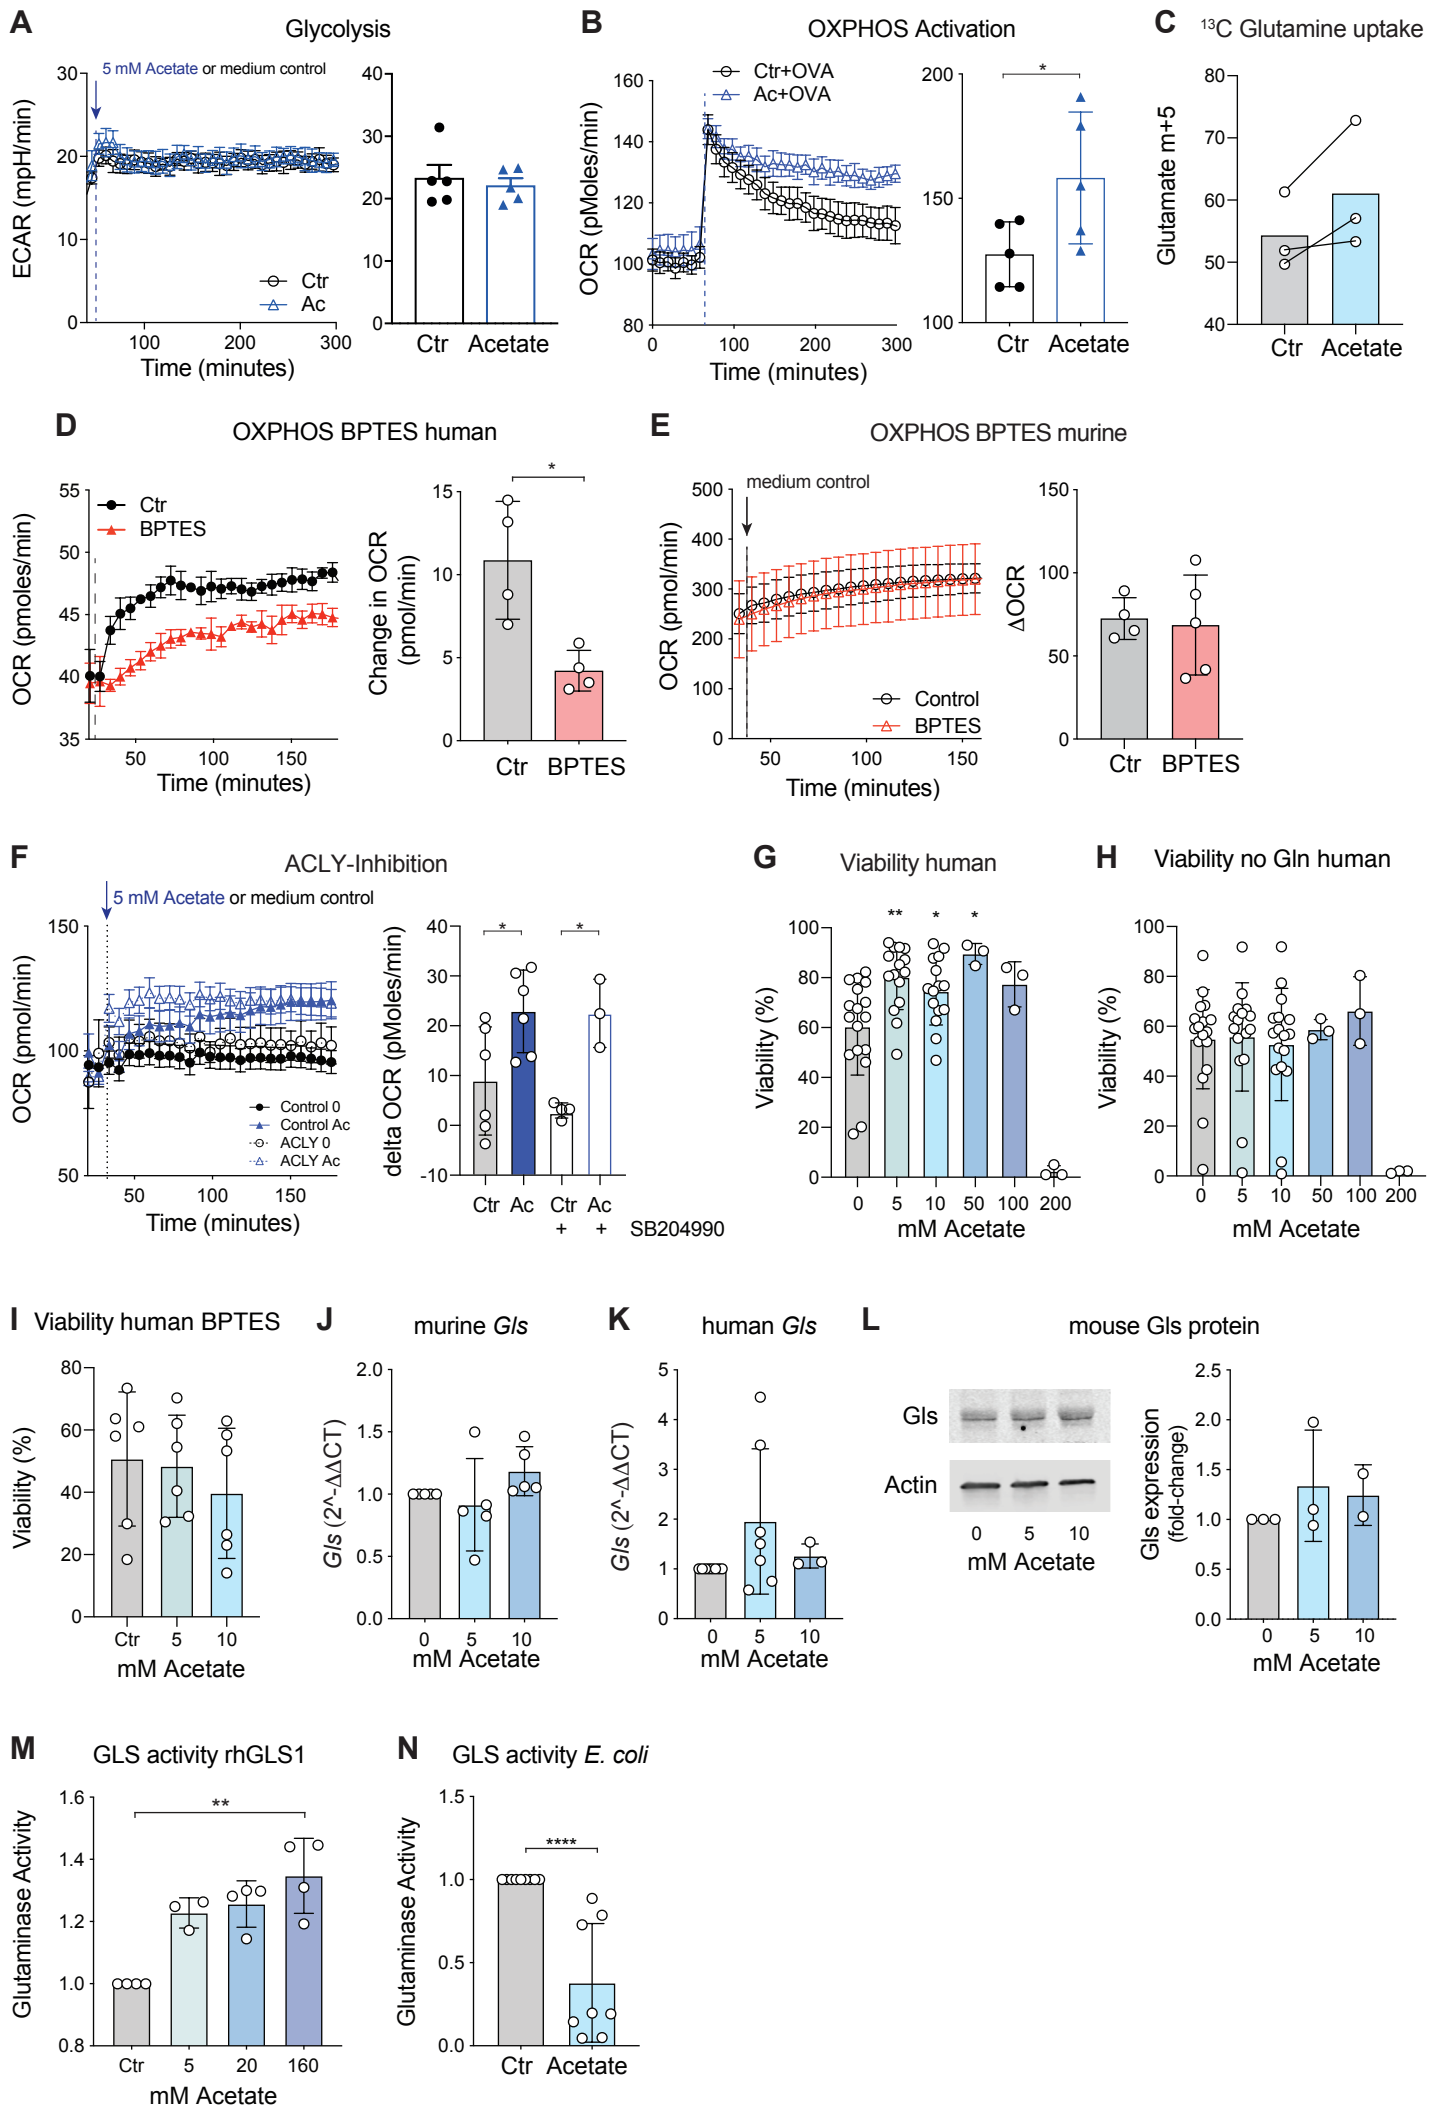 A
Glycolysis
5 mM Acetate or medium control
ECAR (mpH/min)
30
20
10
0
100
200
300
Time (minutes)
Ctr
Ac
40
30
20
10
0
Ctr
Acetate
B
OXPHOS Activation
Ctr+OVA
Ac+OVA
OCR (pMoles/min)
160
140
120
100
80
0
100
200
300
Time (minutes)
*
200
150
100
Ctr
Acetate
C
13C Glutamine uptake
Glutamate m+5
80
70
60
50
40
Ctr
Acetate
D
OXPHOS BPTES human
Ctr
BPTES
OCR (pmoles/min)
55
50
45
40
35
50
100
150
Time (minutes)
*
Change in OCR
(pmol/min)
15
10
5
0
Ctr
BPTES
E
OXPHOS BPTES murine
medium control
OCR (pmol/min)
500
400
300
200
100
0
Control
BPTES
50
100
150
Time (minutes)
ΔOCR
150
100
50
0
Ctr
BPTES
F
ACLY-Inhibition
5 mM Acetate or medium control
OCR (pmol/min)
150
100
50
Control 0
Control Ac
ACLY 0
ACLY Ac
50
100
150
Time (minutes)
delta OCR (pMoles/min)
*
*
40
30
20
10
0
-10
Ctr
Ac
Ctr
Ac
+
+
SB204990
G
Viability human
**
*
*
Viability (%)
100
80
60
40
20
0
0
5
10
50
100
200
mM Acetate
H
Viability no Gln human
Viability (%)
100
80
60
40
20
0
0
5
10
50
100
200
mM Acetate
I
Viability human BPTES
Viability (%)
80
60
40
20
0
Ctr
5
10
mM Acetate
J
murine Gls
Gls (2^-ΔΔCT)
2.0
1.5
1.0
0.5
0.0
0
5
10
mM Acetate
K
human Gls
Gls (2^-ΔΔCT)
5
4
3
2
1
0
0
5
10
mM Acetate
L
mouse Gls protein
Gls
Actin
0
5
10
mM Acetate
Gls expression
(fold-change)
2.5
2.0
1.5
1.0
0.5
0.0
0
5
10
mM Acetate
M
GLS activity rhGLS1
**
Glutaminase Activity
1.6
1.4
1.2
1.0
0.8
Ctr
5
20
160
mM Acetate
N
GLS activity E. coli
****
Glutaminase Activity
1.5
1.0
0.5
0.0
Ctr
Acetate